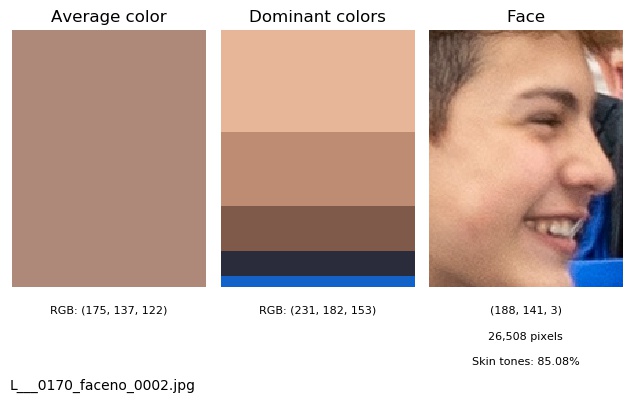 Average color
Dominant colors
Face
RGB: (175, 137, 122)
RGB: (231, 182, 153)
(188, 141, 3)
26,508 pixels
Skin tones: 85.08%
L___0170_faceno_0002.jpg